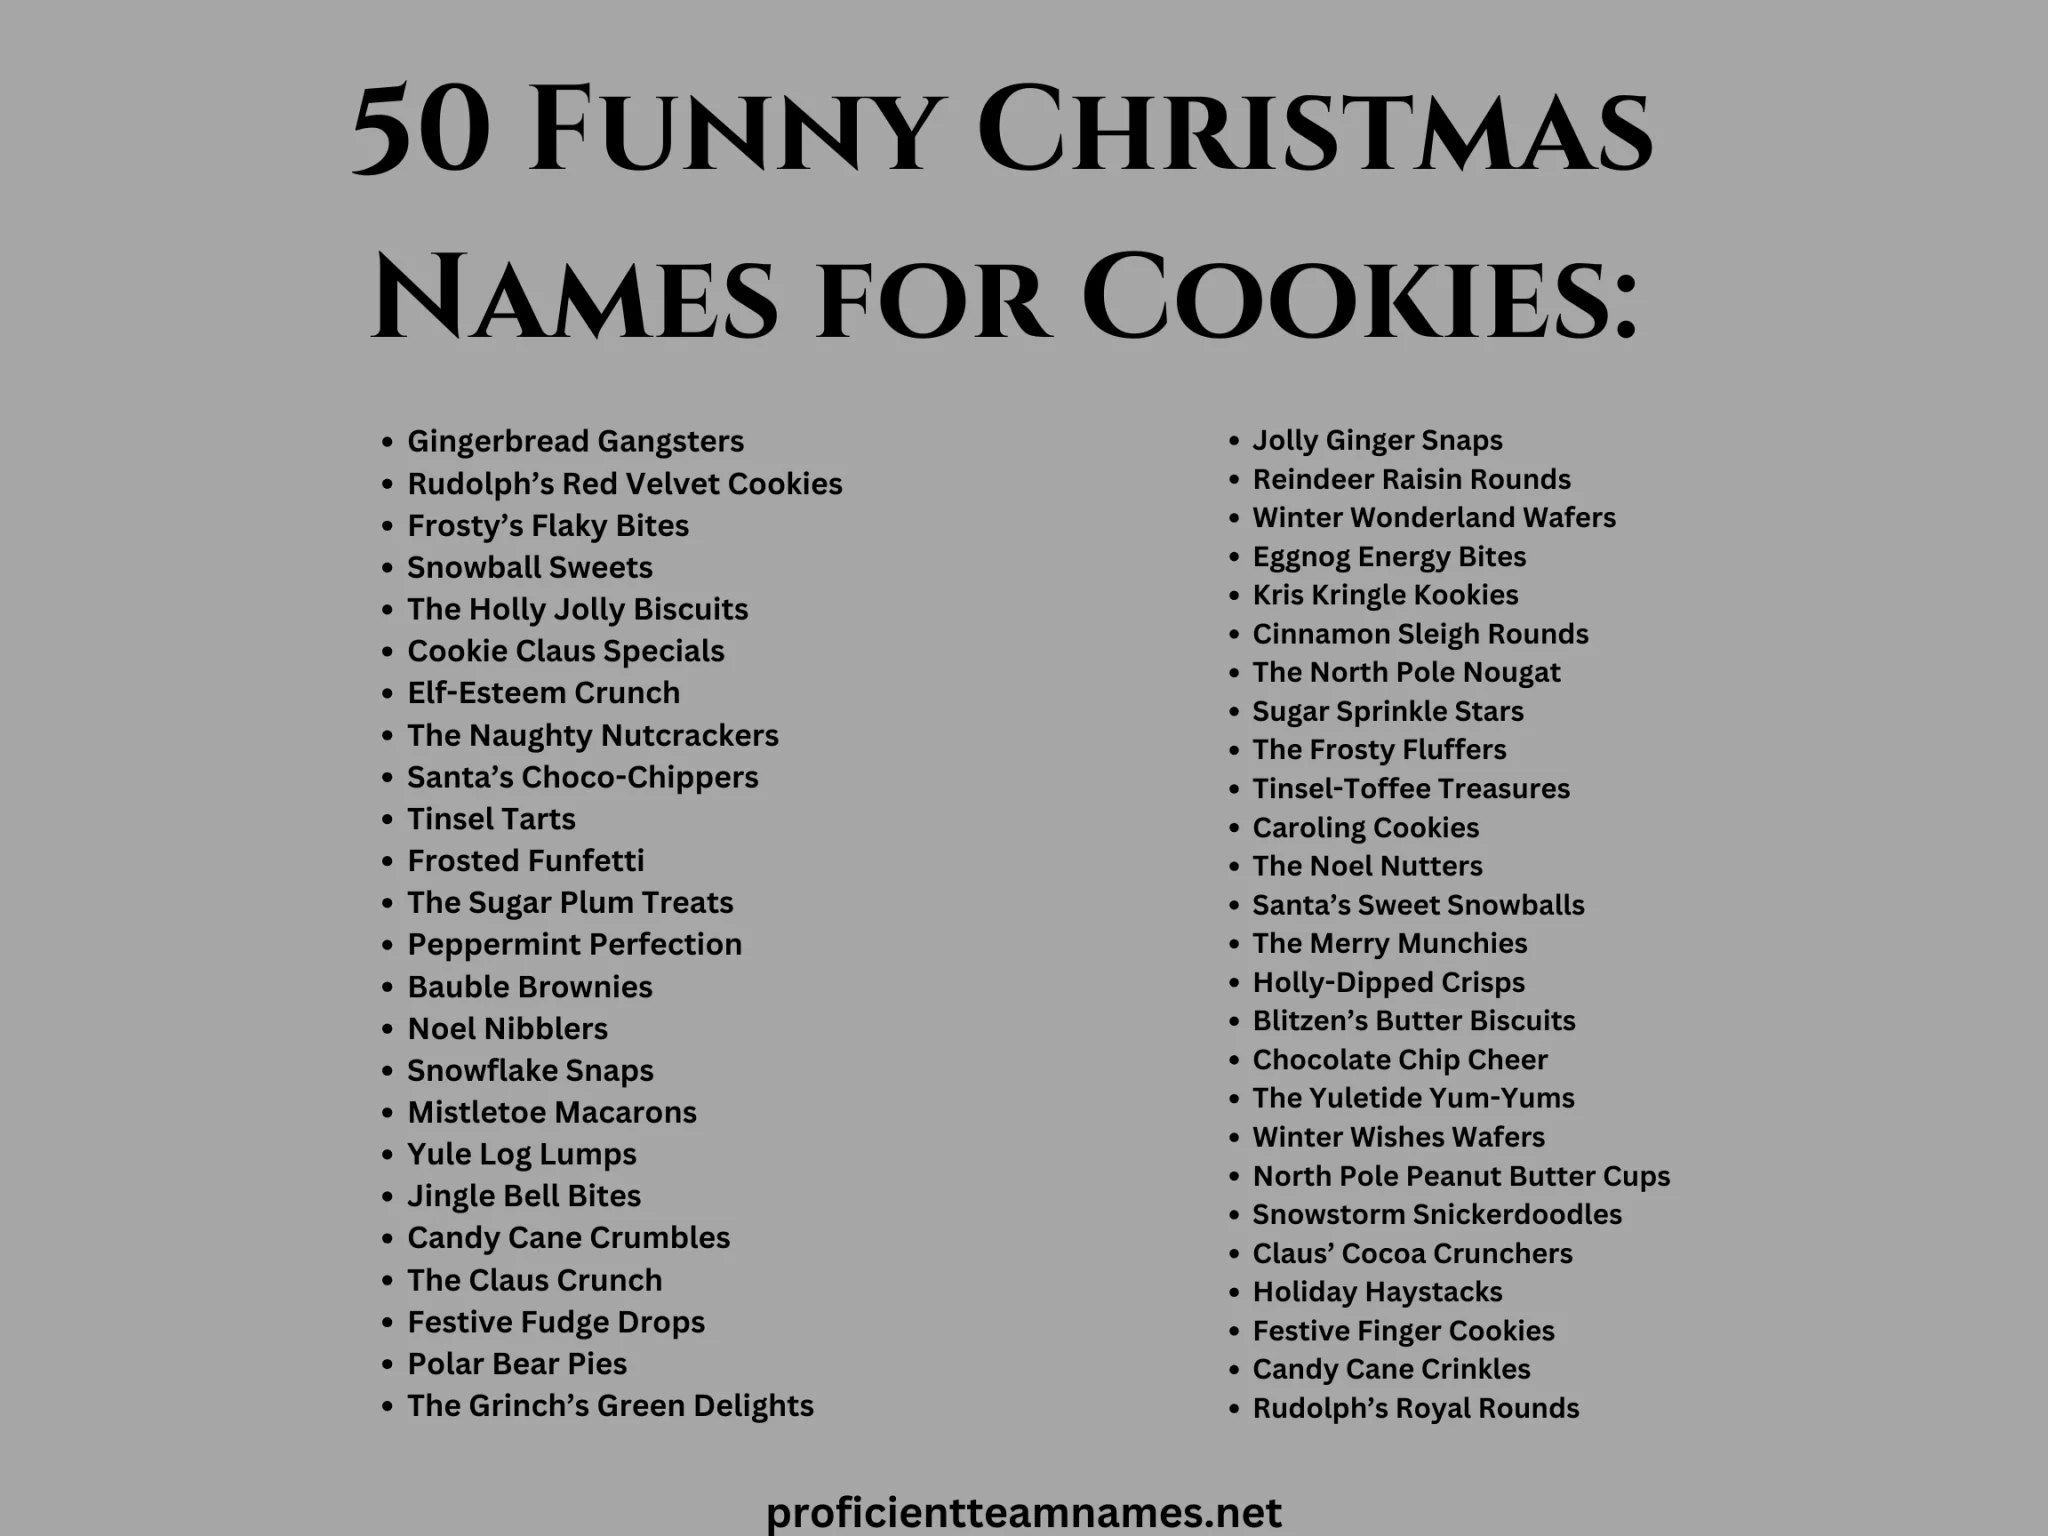 50 Funny Christmas
Names for Cookies:
• Gingerbread Gangsters
• Rudolph’s Red Velvet Cookies
• Frosty’s Flaky Bites
• Snowball Sweets
• The Holly Jolly Biscuits
• Cookie Claus Specials
• Elf-Esteem Crunch
• The Naughty Nutcrackers
• Santa’s Choco-Chippers
• Tinsel Tarts
• Frosted Funfetti
• The Sugar Plum Treats
• Peppermint Perfection
• Bauble Brownies
• Noel Nibblers
• Snowflake Snaps
• Mistletoe Macarons
• Yule Log Lumps
• Jingle Bell Bites
• Candy Cane Crumbles
• The Claus Crunch
• Festive Fudge Drops
• Polar Bear Pies
• The Grinch’s Green Delights
• Jolly Ginger Snaps
• Reindeer Raisin Rounds
• Winter Wonderland Wafers
• Eggnog Energy Bites
• Kris Kringle Kookies
• Cinnamon Sleigh Rounds
• The North Pole Nougat
• Sugar Sprinkle Stars
• The Frosty Fluffers
• Tinsel-Toffee Treasures
• Caroling Cookies
• The Noel Nutters
• Santa’s Sweet Snowballs
• The Merry Munchies
• Holly-Dipped Crisps
• Blitzen’s Butter Biscuits
• Chocolate Chip Cheer
• The Yuletide Yum-Yums
• Winter Wishes Wafers
• North Pole Peanut Butter Cups
• Snowstorm Snickerdoodles
• Claus’ Cocoa Crunchers
• Holiday Haystacks
• Festive Finger Cookies
• Candy Cane Crinkles
• Rudolph’s Royal Rounds
proficientteamnames.net